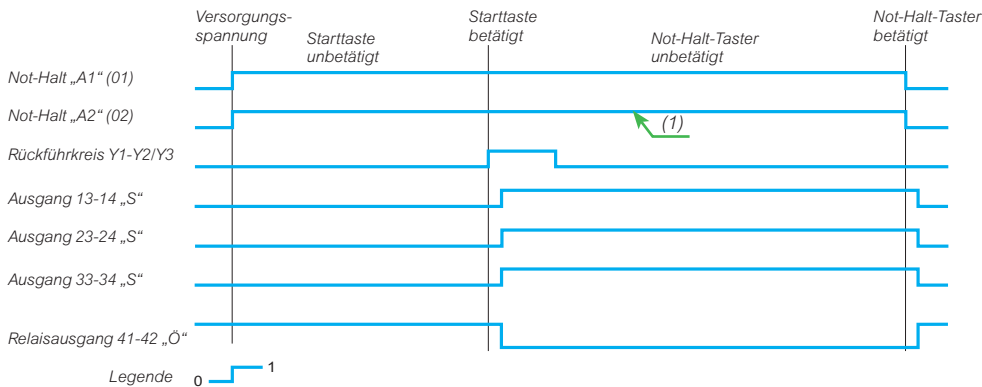 Versorgungs-
spannung
Starttaste
unbetätigt
Starttaste
betätigt
Not-Halt-Taster
unbetätigt
Not-Halt-Taster
betätigt
Not-Halt „A1“ (01)
Not-Halt „A2“ (02)
(1)
Rückführkreis Y1-Y2/Y3
Ausgang 13-14 „S“
Ausgang 23-24 „S“
Ausgang 33-34 „S“
Relaisausgang 41-42 „Ö“
Legende 0 1